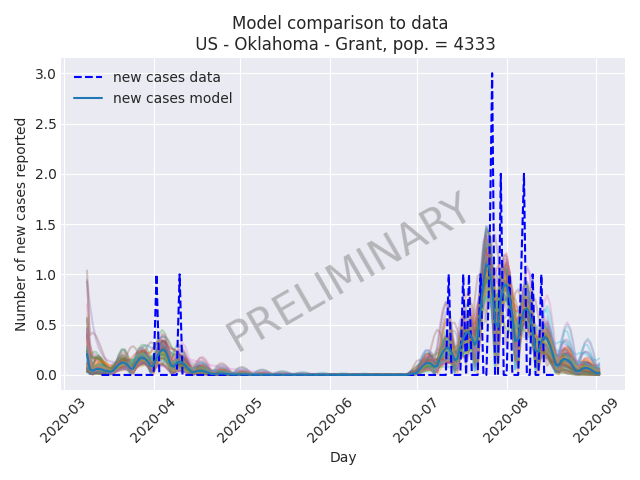 Model comparison to data
US - Oklahoma - Grant, pop. = 4333
new cases data
new cases model
PRELIMINARY
Number of new cases reported
3.0
2.5
2.0
1.5
1.0
0.5
0.0
2020-03
2020-04
2020-05
2020-06
2020-07
2020-08
2020-09
Day